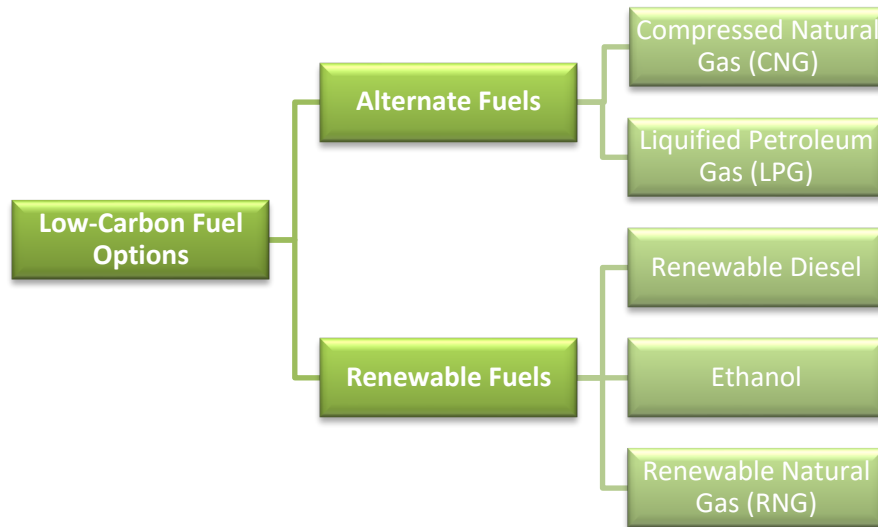 Low-Carbon Fuel
Options
Alternate Fuels
Compressed Natural
Gas (CNG)
Liquified Petroleum
Gas (LPG)
Renewable Fuels
Renewable Diesel
Ethanol
Renewable Natural
Gas (RNG)